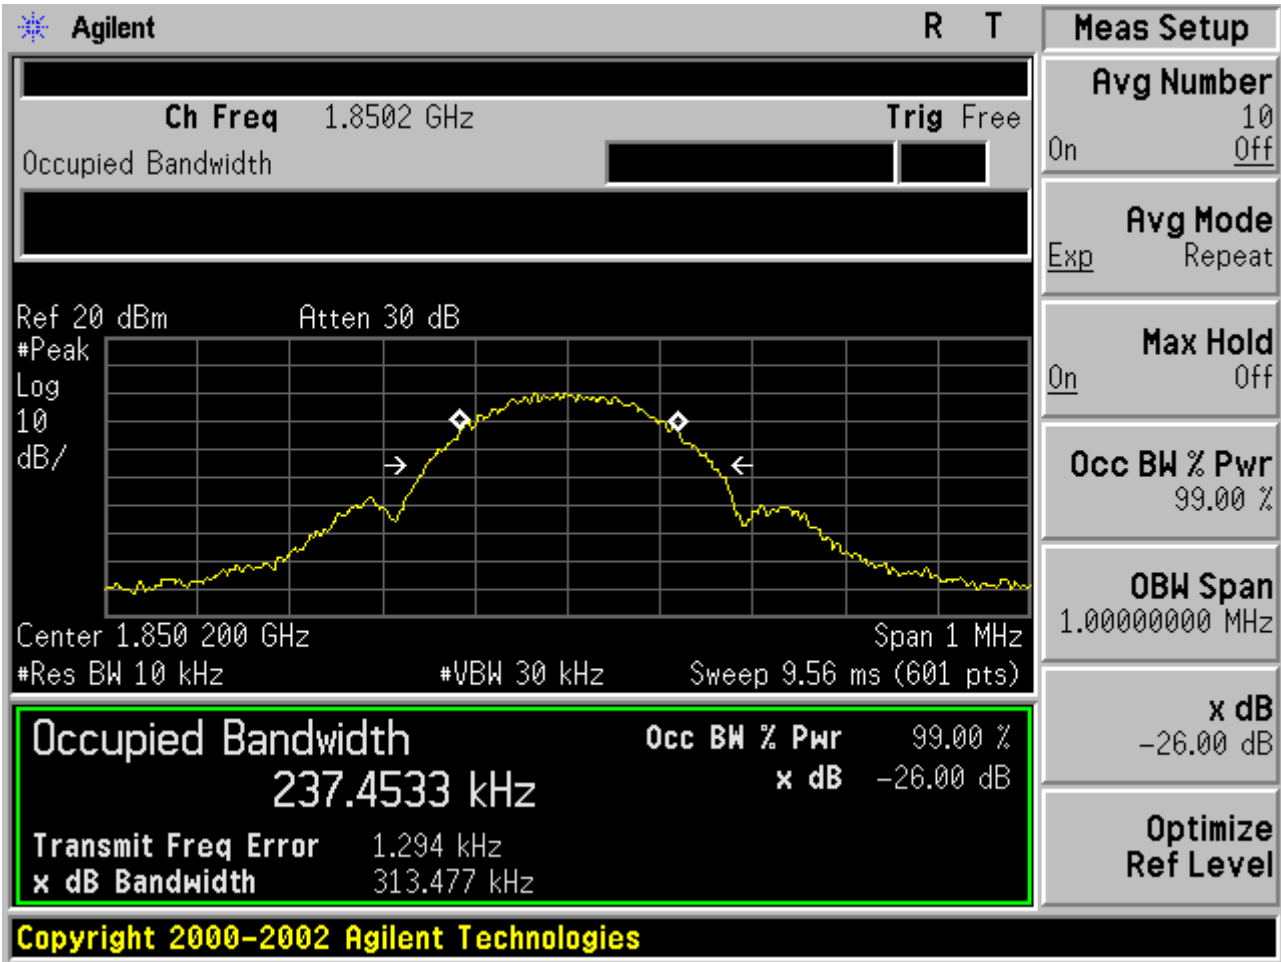 Agilent
R T
Ch Freq 1.8502 GHz
Trig Free
Occupied Bandwidth
Ref 20 dBm
Atten 30 dB
#Peak
Log
10
dB/
Center 1.850 200 GHz
Span 1 MHz
#Res BW 10 kHz
#VBW 30 kHz
Sweep 9.56 ms (601 pts)
Occupied Bandwidth
237.4533 kHz
Occ BW % Pwr 99.00 %
x dB -26.00 dB
Transmit Freq Error 1.294 kHz
x dB Bandwidth 313.477 kHz
Copyright 2000-2002 Agilent Technologies
Meas Setup
Avg Number
10
On Off
Avg Mode
Exp Repeat
Max Hold
On Off
Occ BW % Pwr
99.00 %
OBW Span
1.00000000 MHz
x dB
-26.00 dB
Optimize
Ref Level